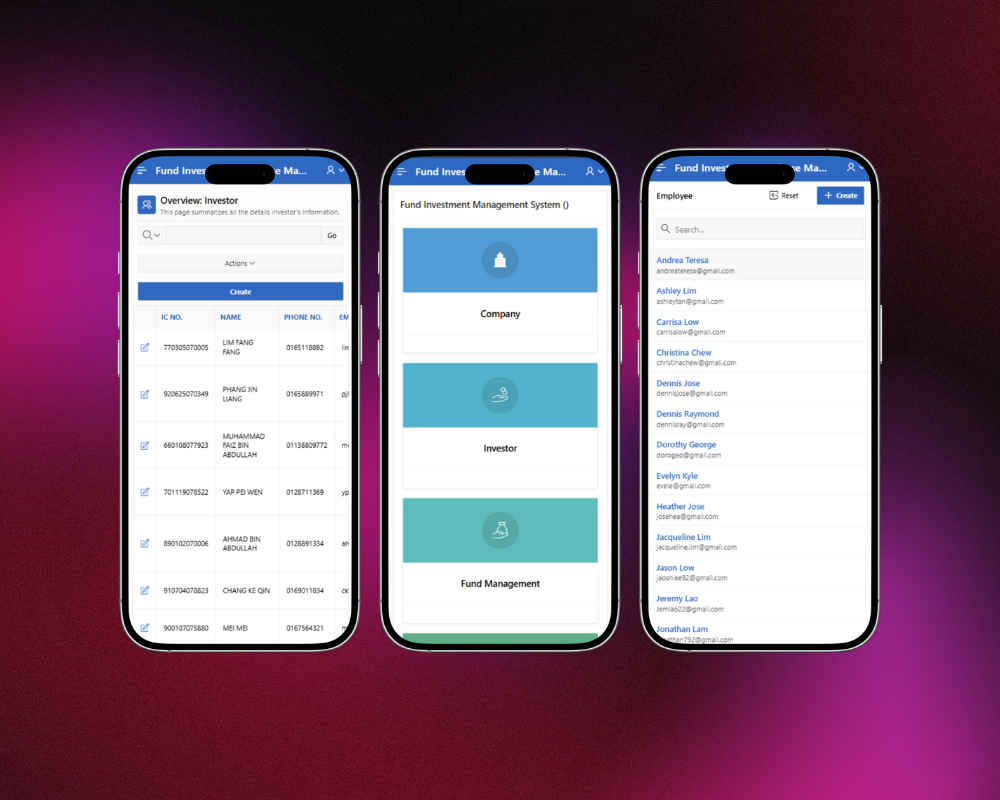 Fund Inves e Ma...
Overview: Investor
This page summarizes all the details investor's information.
Go
Actions
Create
IC NO. NAME PHONE NO. EM
770305070005 LIM FANG FANG 0165118892
920625070349 PHANG JIN LIANG 0165889971
660108077923 MUHAMMAD FAIZ BIN ABDULLAH 01138809772
701119078522 YAP PEI WEN 0128711369 yp
890102070006 AHMAD BIN ABDULLAH 0128891334 ah
910704078823 CHANG KE QIN 0169011834 ck
900107075880 MEI MEI 0167564321
Fund Inves e Ma...
Fund Investment Management System ()
Company
Investor
Fund Management
Fund Inves se Ma...
Employee Reset + Create
Search...
Andrea Teresa
andreateresa@gmail.com
Ashley Lim
ashleytan@gmail.com
Carrisa Low
carrisalow@gmail.com
Christina Chew
christinachew@gmail.com
Dennis Jose
dennisjose@gmail.com
Dennis Raymond
dennisray@gmail.com
Dorothy George
dorogeo@gmail.com
Evelyn Kyle
evele@gmail.com
Heather Jose
josehea@gmail.com
Jacqueline Lim
jacqueline.lim@gmail.com
Jason Low
jaosnlee92@gmail.com
Jeremy Lao
Jemlao22@gmail.com
Jonathan Lam
nathan792@gmail.com